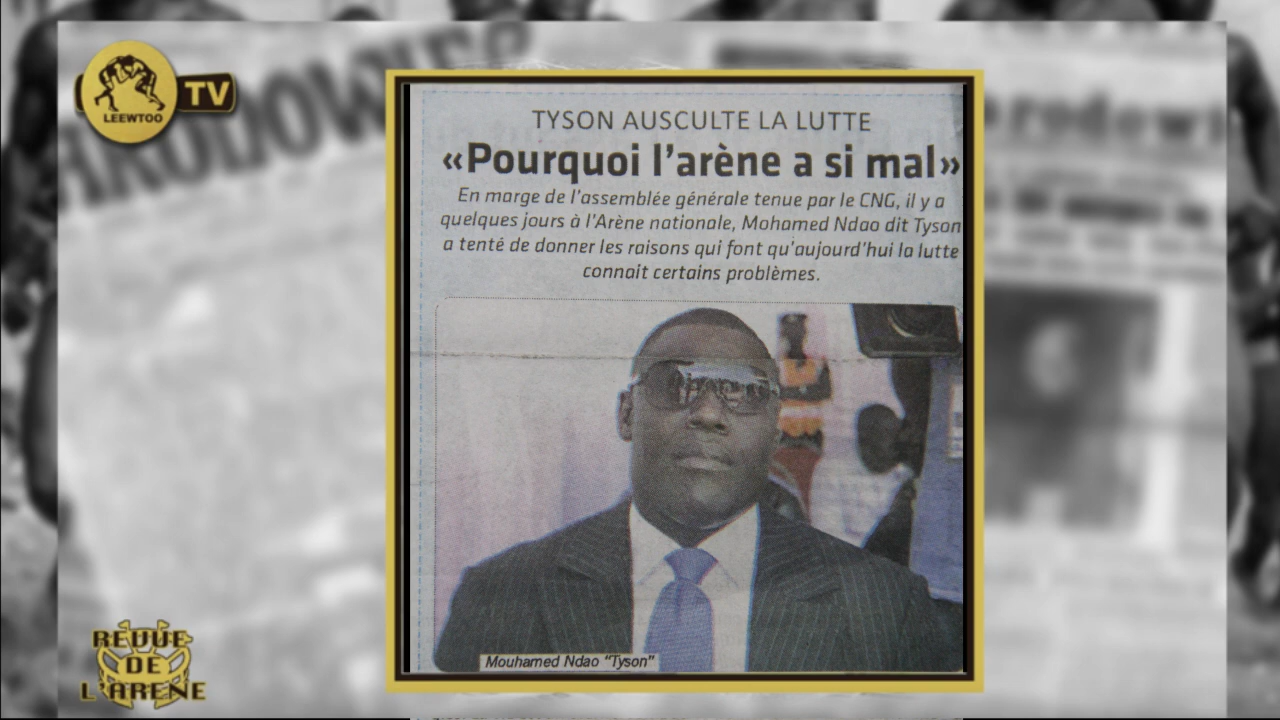 LEEWTOO
TV
TYSON AUSCULTE LA LUTTE
«Pourquoi l'arène a si mal»
En marge de l'assemblée générale tenue par le CNG, il y a
quelques jours à l'Arène nationale, Mohamed Ndao dit Tyson
a tenté de donner les raisons qui font qu'aujourd'hui la lutte
connait certains problèmes.
Mouhamed Ndao "Tyson"
REVUE
DE
L'ARENE